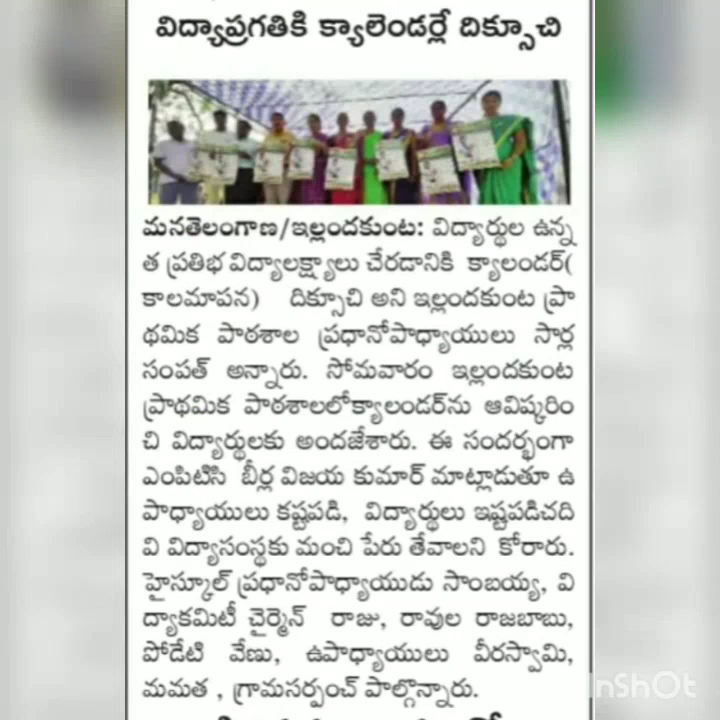 విద్యాప్రగతికి క్యాలెండర్లే దిక్సూచి
మనతెలంగాణ/ఇల్లందకుంట: విద్యార్థుల ఉన్న
త ప్రతిభ విద్యాలక్ష్యాలు చేరడానికి క్యాలండర్(
కాలమాపన) దిక్సూచి అని ఇల్లందకుంట ప్రా
థమిక పాఠశాల ప్రధానోపాధ్యాయులు సార్ల
సంపత్ అన్నారు. సోమవారం ఇల్లందకుంట
ప్రాథమిక పాఠశాలలోక్యాలండర్‌ను ఆవిష్కరిం
చి విద్యార్థులకు అందజేశారు. ఈ సందర్భంగా
ఎంపిటిసి బీర్ల విజయ కుమార్ మాట్లాడుతూ ఉ
పాధ్యాయులు కష్టపడి, విద్యార్థులు ఇష్టపడిచది
వి విద్యాసంస్థకు మంచి పేరు తేవాలని కోరారు.
హైస్కూల్ ప్రధానోపాధ్యాయుడు సాంబయ్య, వి
ద్యాకమిటీ చైర్మెన్ రాజు, రావుల రాజబాబు,
పోడేటి వేణు, ఉపాధ్యాయులు వీరస్వామి,
మమత , గ్రామసర్పంచ్ పాల్గొన్నారు.
InShOt